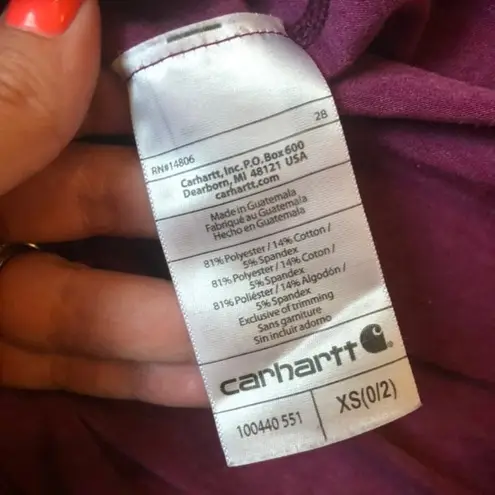 RN#14806 2B
Carhartt, Inc. P.O. Box 600
Dearborn, MI 48121 USA
carhartt.com
Made in Guatemala
Fabriqué au Guatemala
Hecho en Guatemala
81% Polyester / 14% Cotton /
5% Spandex
81% Polyester / 14% Coton /
5% Spandex
81% Poliéster / 14% Algodón /
5% Spandex
Exclusive of trimming
Sans garniture
Sin incluir adorno
carhartt
100440 551 XS(0/2)